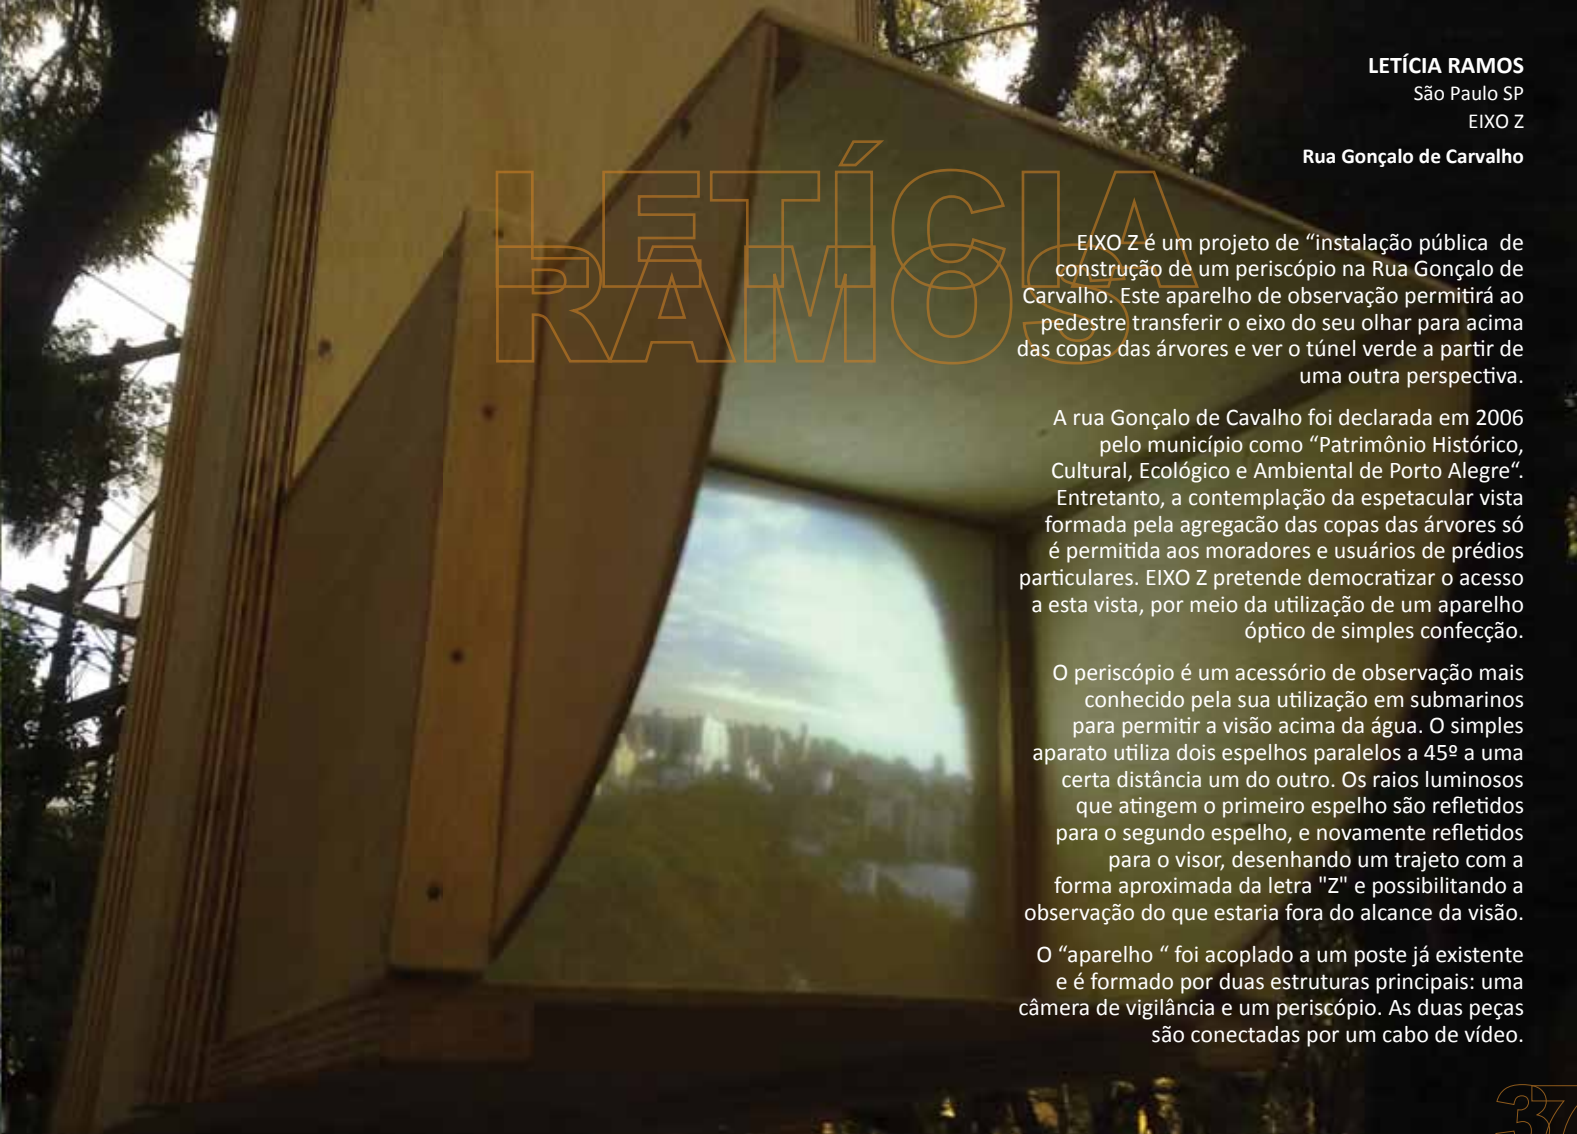 LETÍCIA RAMOS
São Paulo SP
EIXO Z
Rua Gonçalo de Carvalho
LETÍCIA
RAMOS
EIXO Z é um projeto de “instalação pública de
construção de um periscópio na Rua Gonçalo de
Carvalho. Este aparelho de observação permitirá ao
pedestre transferir o eixo do seu olhar para acima
das copas das árvores e ver o túnel verde a partir de
uma outra perspectiva.
A rua Gonçalo de Cavalho foi declarada em 2006
pelo município como “Patrimônio Histórico,
Cultural, Ecológico e Ambiental de Porto Alegre“.
Entretanto, a contemplação da espetacular vista
formada pela agregacão das copas das árvores só
é permitida aos moradores e usuários de prédios
particulares. EIXO Z pretende democratizar o acesso
a esta vista, por meio da utilização de um aparelho
óptico de simples confecção.
O periscópio é um acessório de observação mais
conhecido pela sua utilização em submarinos
para permitir a visão acima da água. O simples
aparato utiliza dois espelhos paralelos a 45º a uma
certa distância um do outro. Os raios luminosos
que atingem o primeiro espelho são refletidos
para o segundo espelho, e novamente refletidos
para o visor, desenhando um trajeto com a
forma aproximada da letra "Z" e possibilitando a
observação do que estaria fora do alcance da visão.
O “aparelho “ foi acoplado a um poste já existente
e é formado por duas estruturas principais: uma
câmera de vigilância e um periscópio. As duas peças
são conectadas por um cabo de vídeo.
37